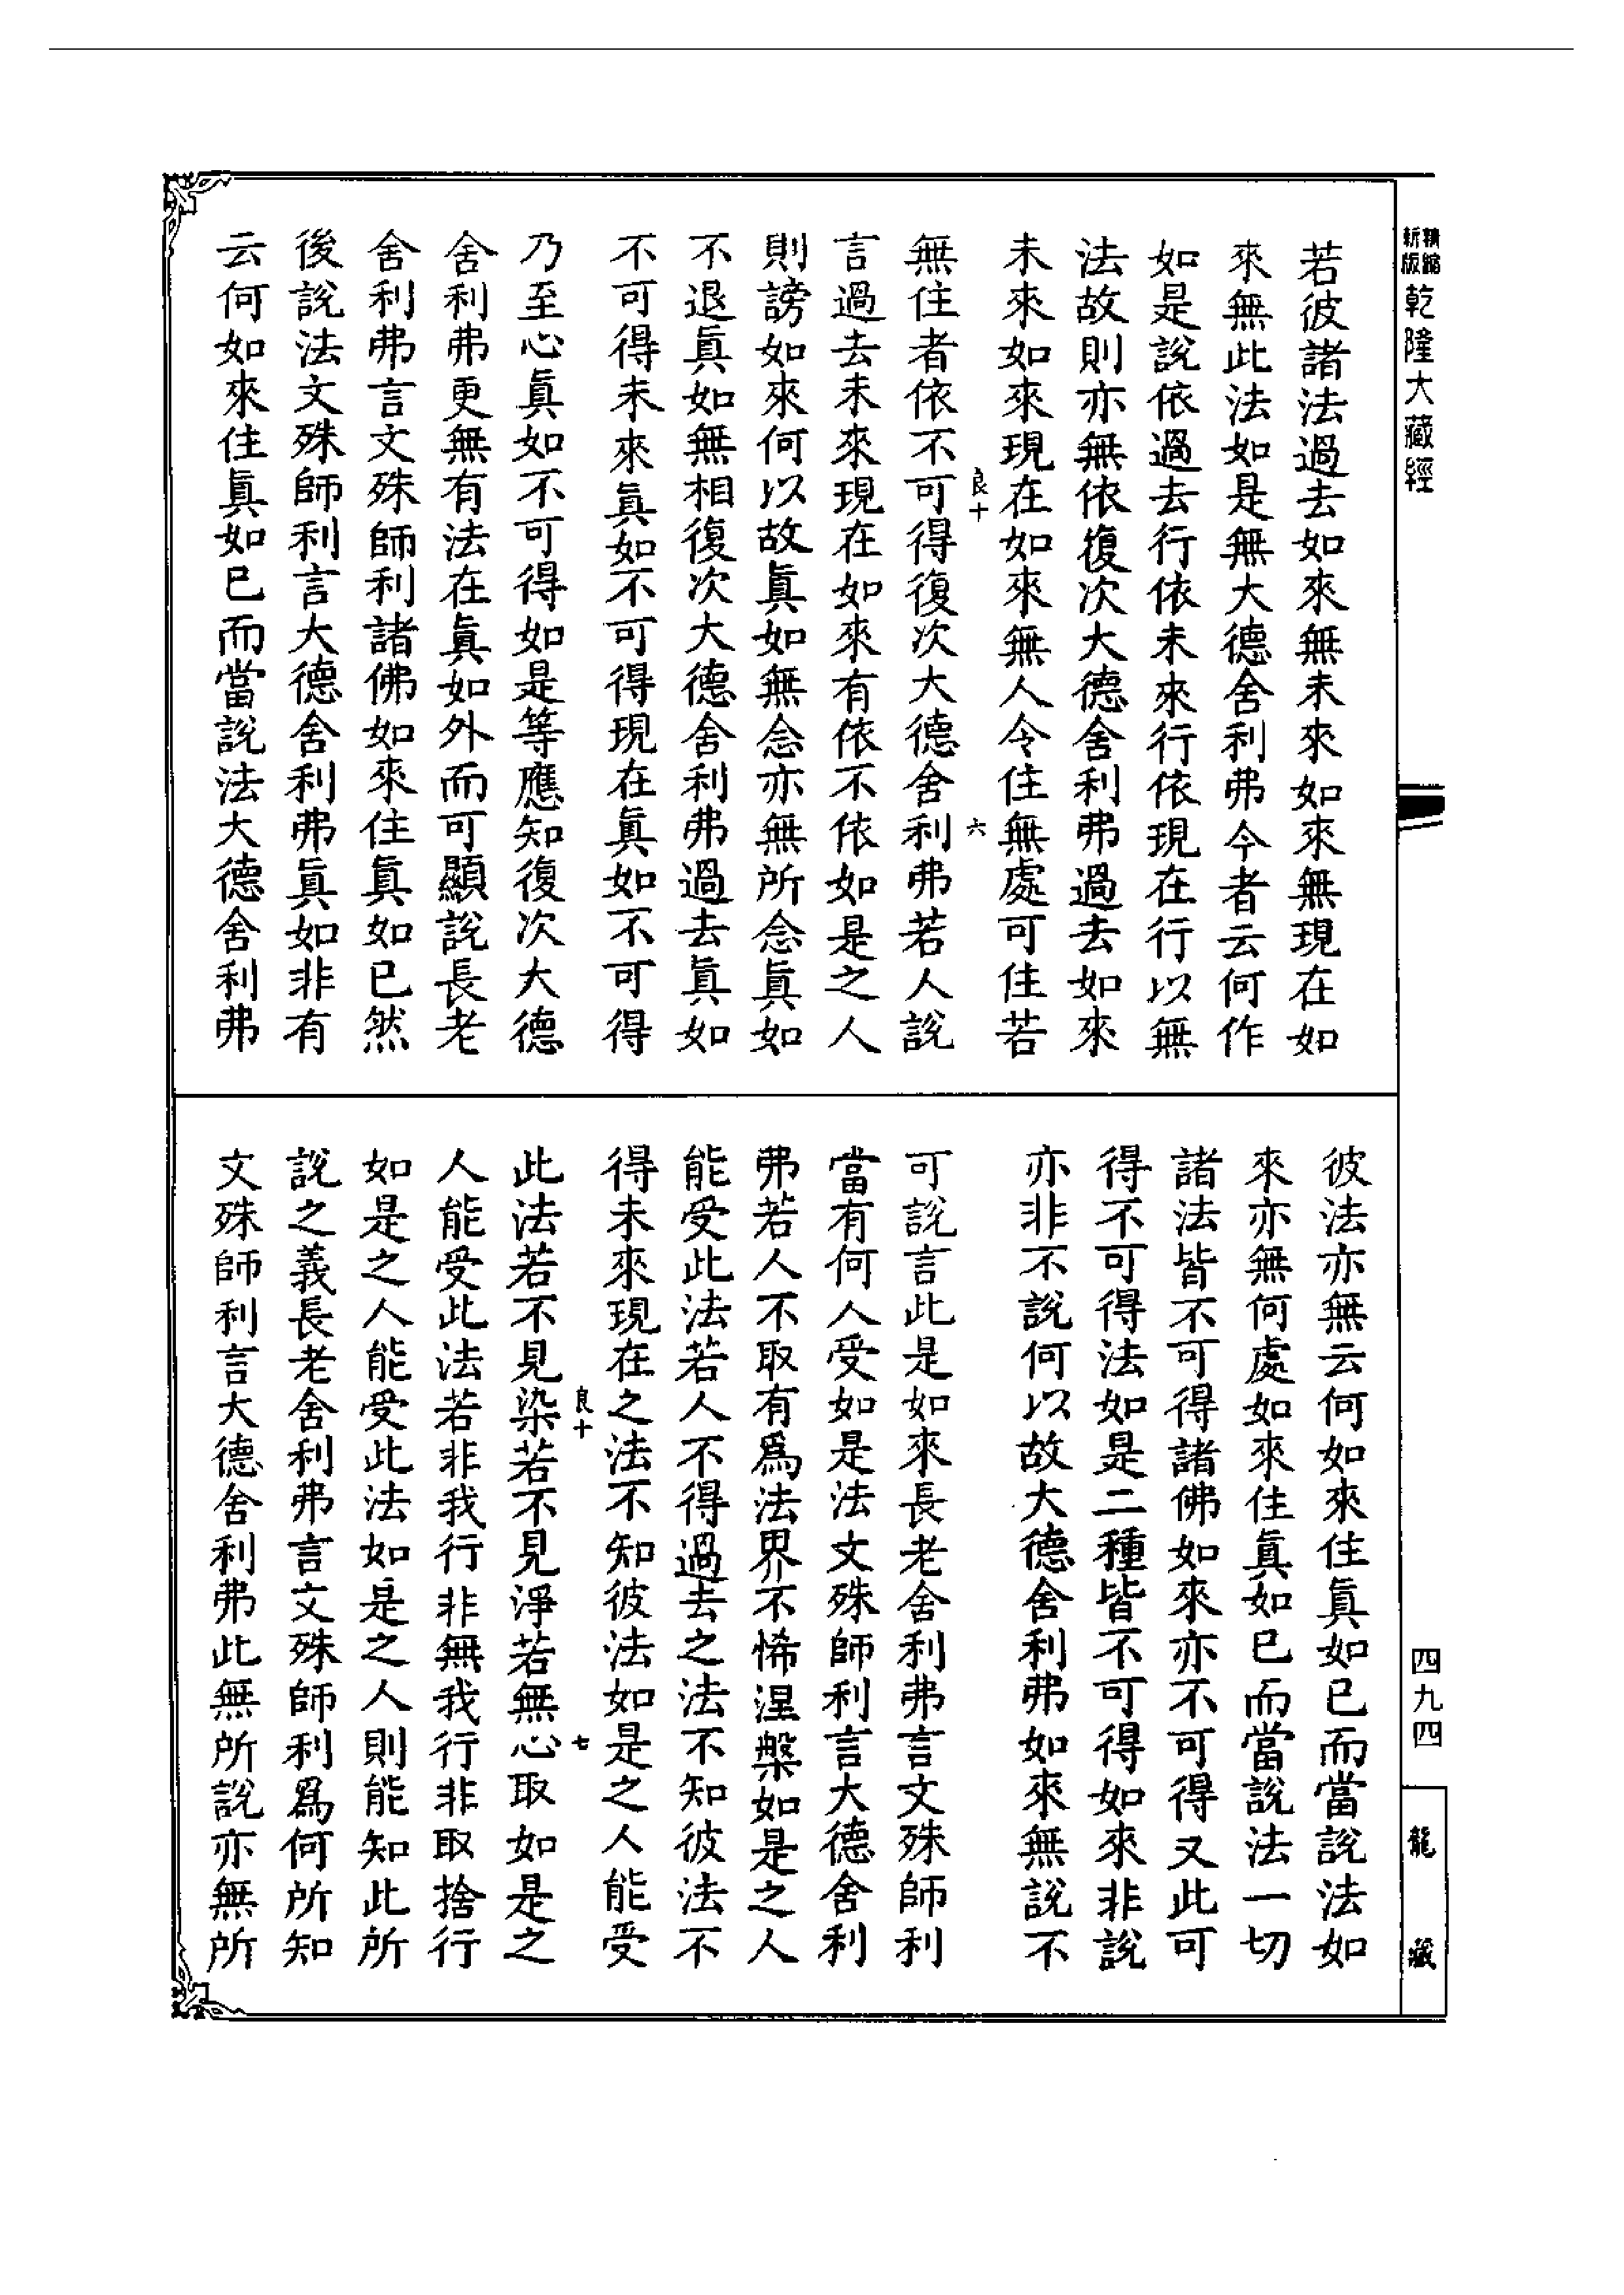 精縮新版乾隆大藏經
若彼諸法過去如來無未來如來無現在如
來無此法如是無大德舍利弗今者云何作
如是說依過去行依未來行依現在行以無
法故則亦無依復次大德舍利弗過去如來
未來如來現在如來無人令住無處可住若
良十
六
無住者依不可得復次大德舍利弗若人說
言過去未來現在如來有依不依如是之人
則謗如來何以故眞如無念亦無所念眞如
不退眞如無相復次大德舍利弗過去眞如
不可得未來眞如不可得現在眞如不可得
乃至心眞如不可得如是等應知復次大德
舍利弗更無有法在眞如外而可顯說長老
舍利弗言文殊師利諸佛如來住眞如已然
後說法文殊師利言大德舍利弗眞如非有
云何如來住眞如已而當說法大德舍利弗
彼法亦無云何如來住眞如已而當說法如
來亦無何處如來住眞如已而當說法一切
諸法皆不可得諸佛如來亦不可得又此可
得不可得法如是二種皆不可得如來非說
亦非不說何以故大德舍利弗如來無說不
可說言此是如來長老舍利弗言文殊師利
當有何人受如是法文殊師利言大德舍利
弗若人不取有爲法界不悕涅槃如是之人
能受此法若人不得過去之法不知彼法不
得未來現在之法不知彼法如是之人能受
良十
七
此法若不見染若不見淨若無心取如是之
人能受此法若非我行非無我行非取捨行
如是之人能受此法如是之人則能知此所
說之義長老舍利弗言文殊師利爲何所知
文殊師利言大德舍利弗此無所說亦無所
四九四
龍藏